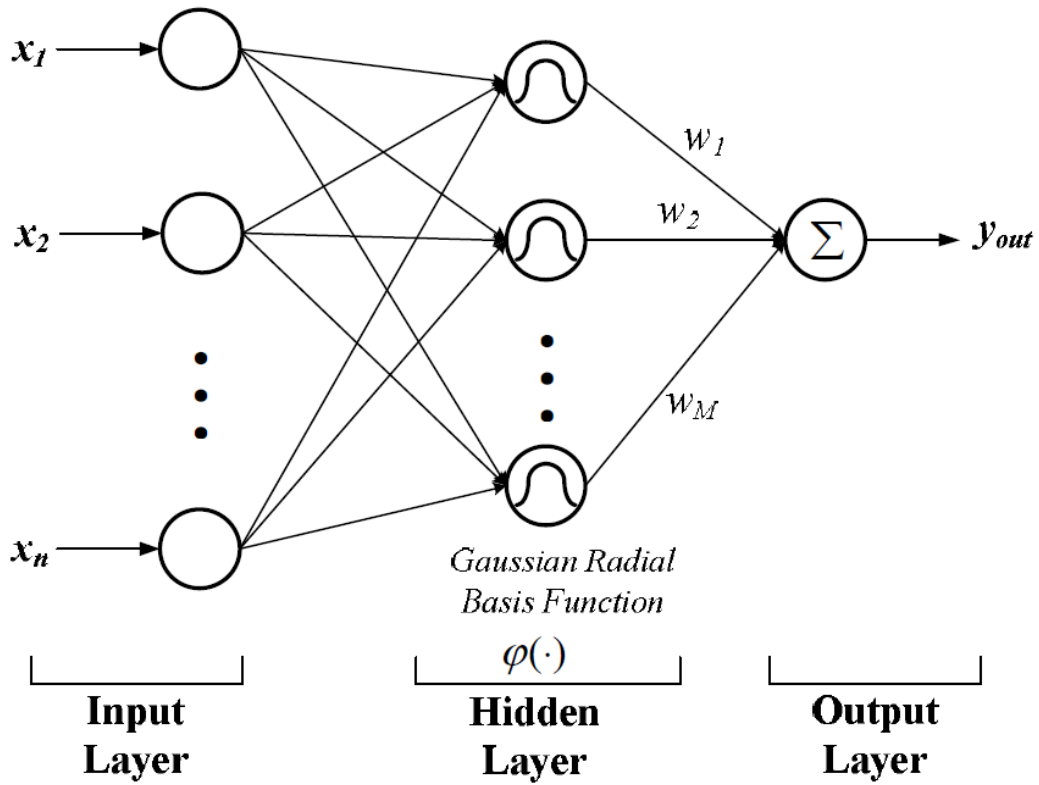 x1
w1
x2
w2
Σ
yout
wM
xn
Gaussian Radial
Basis Function
φ(·)
Input
Layer
Hidden
Layer
Output
Layer